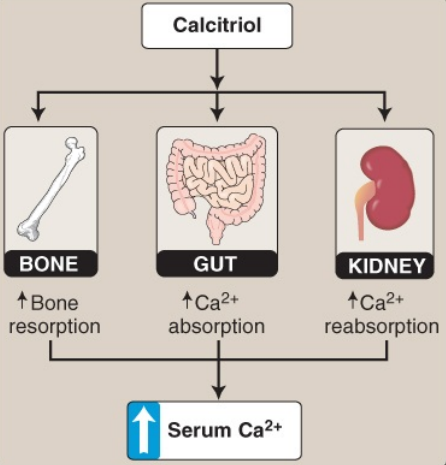 Calcitriol
BONE
GUT
KIDNEY
↑Bone
resorption
↑Ca²⁺
absorption
↑Ca²⁺
reabsorption
↑ Serum Ca²⁺